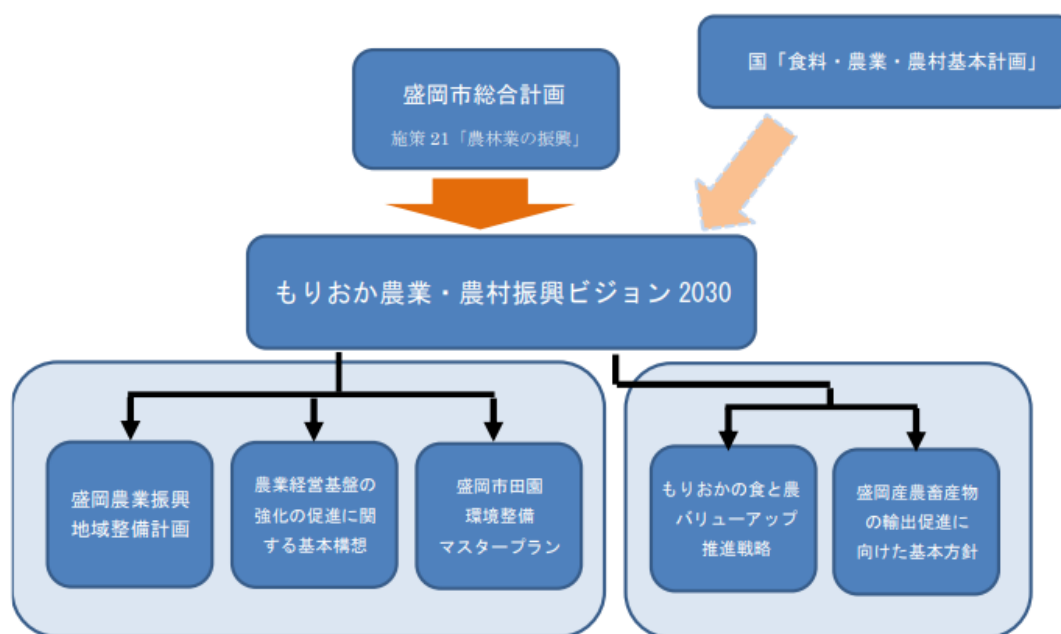 国「食料・農業・農村基本計画」
盛岡市総合計画
施策 21「農林業の振興」
もりおか農業・農村振興ビジョン 2030
盛岡農業振興
地域整備計画
農業経営基盤の
強化の促進に関
する基本構想
盛岡市田園
環境整備
マスタープラン
もりおかの食と農
バリューアップ
推進戦略
盛岡産農畜産物
の輸出促進に
向けた基本方針